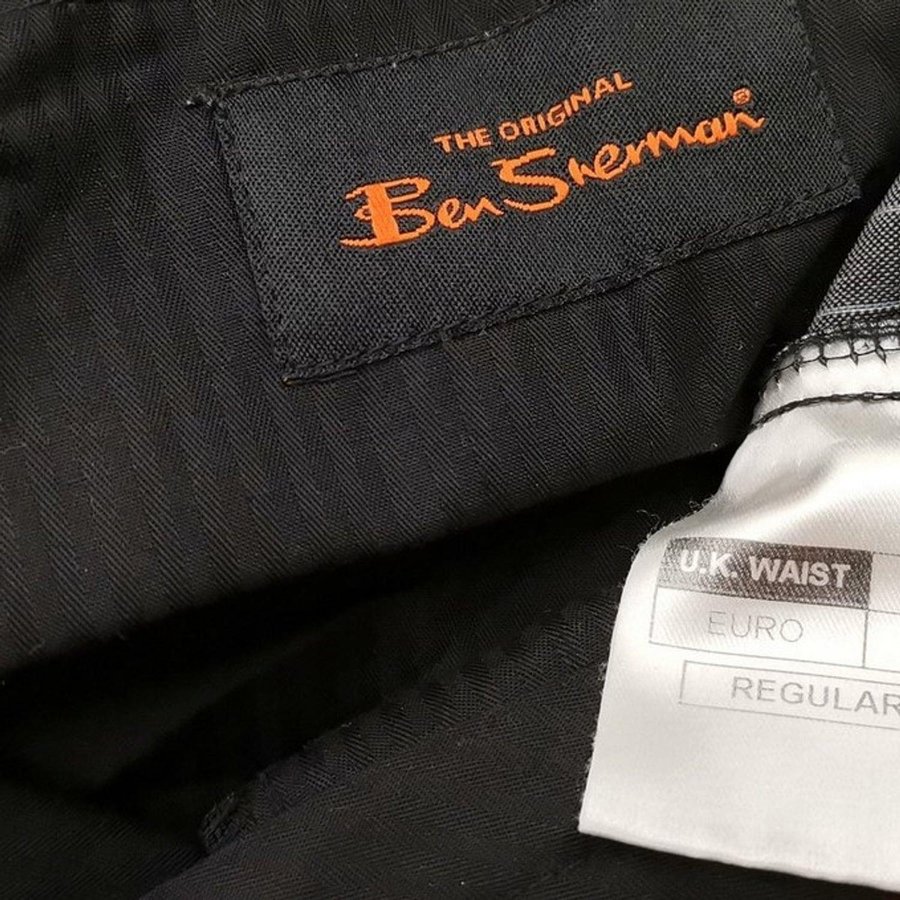 THE ORIGINAL
Ben Sherman®
U.K. WAIST
EURO
REGULAR